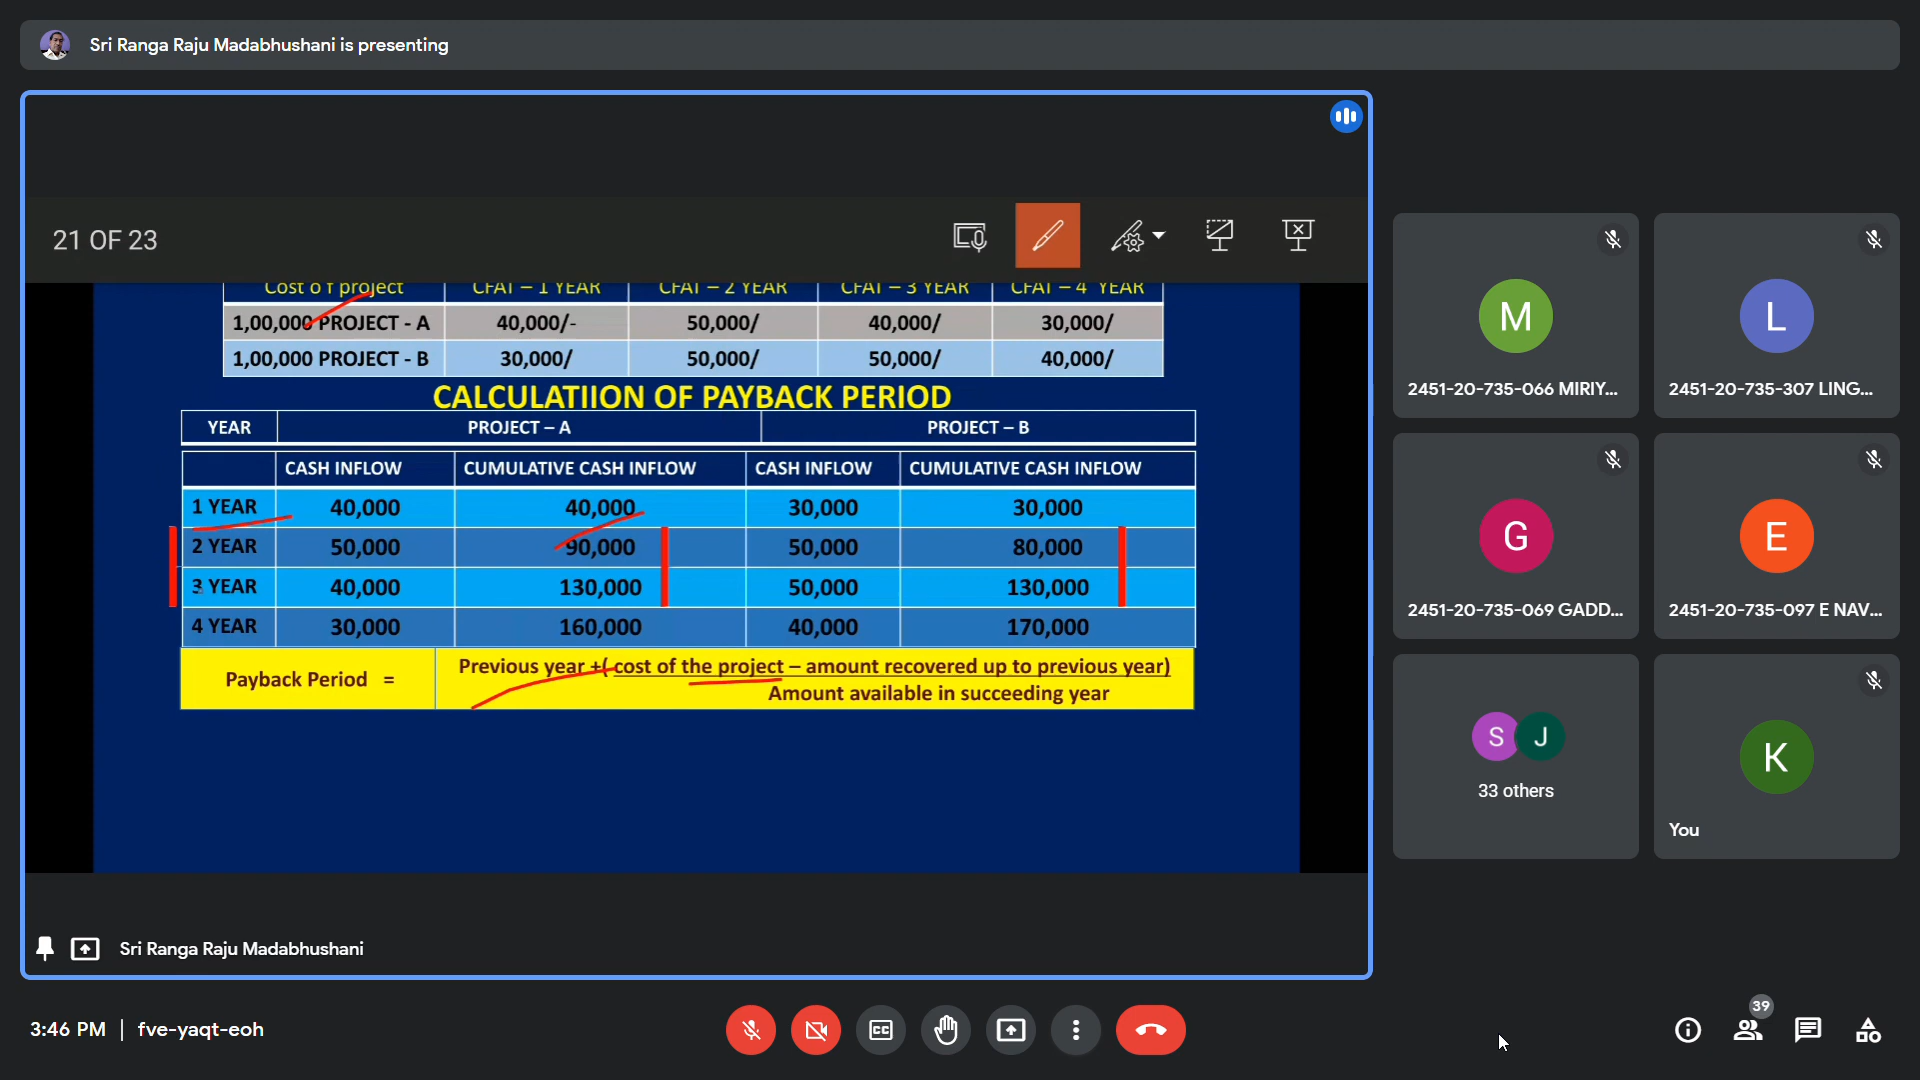 Sri Ranga Raju Madabhushani is presenting
21 OF 23
Cost o f project CFAT – 1 YEAR CFAT – 2 YEAR CFAT – 3 YEAR CFAT – 4 YEAR
1,00,000 PROJECT - A 40,000/- 50,000/ 40,000/ 30,000/
1,00,000 PROJECT - B 30,000/ 50,000/ 50,000/ 40,000/
CALCULATIION OF PAYBACK PERIOD
YEAR PROJECT – A PROJECT – B
CASH INFLOW CUMULATIVE CASH INFLOW CASH INFLOW CUMULATIVE CASH INFLOW
1 YEAR 40,000 40,000 30,000 30,000
2 YEAR 50,000 90,000 50,000 80,000
3 YEAR 40,000 130,000 50,000 130,000
4 YEAR 30,000 160,000 40,000 170,000
Payback Period = Previous year +( cost of the project – amount recovered up to previous year)
Amount available in succeeding year
Sri Ranga Raju Madabhushani
M
2451-20-735-066 MIRIY...
L
2451-20-735-307 LING...
G
2451-20-735-069 GADD...
E
2451-20-735-097 E NAV...
S J
33 others
K
You
3:46 PM | fve-yaqt-eoh
CC
39